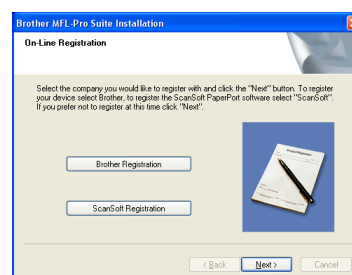 Brother MFL-Pro Suite Installation
On-Line Registration
Select the company you would like to register with and click the "Next" button. To register
your device select Brother, to register the ScanSoft PaperPort software select "ScanSoft".
If you prefer not to register at this time click "Next".
Brother Registration
ScanSoft Registration
< Back
Next >
Cancel